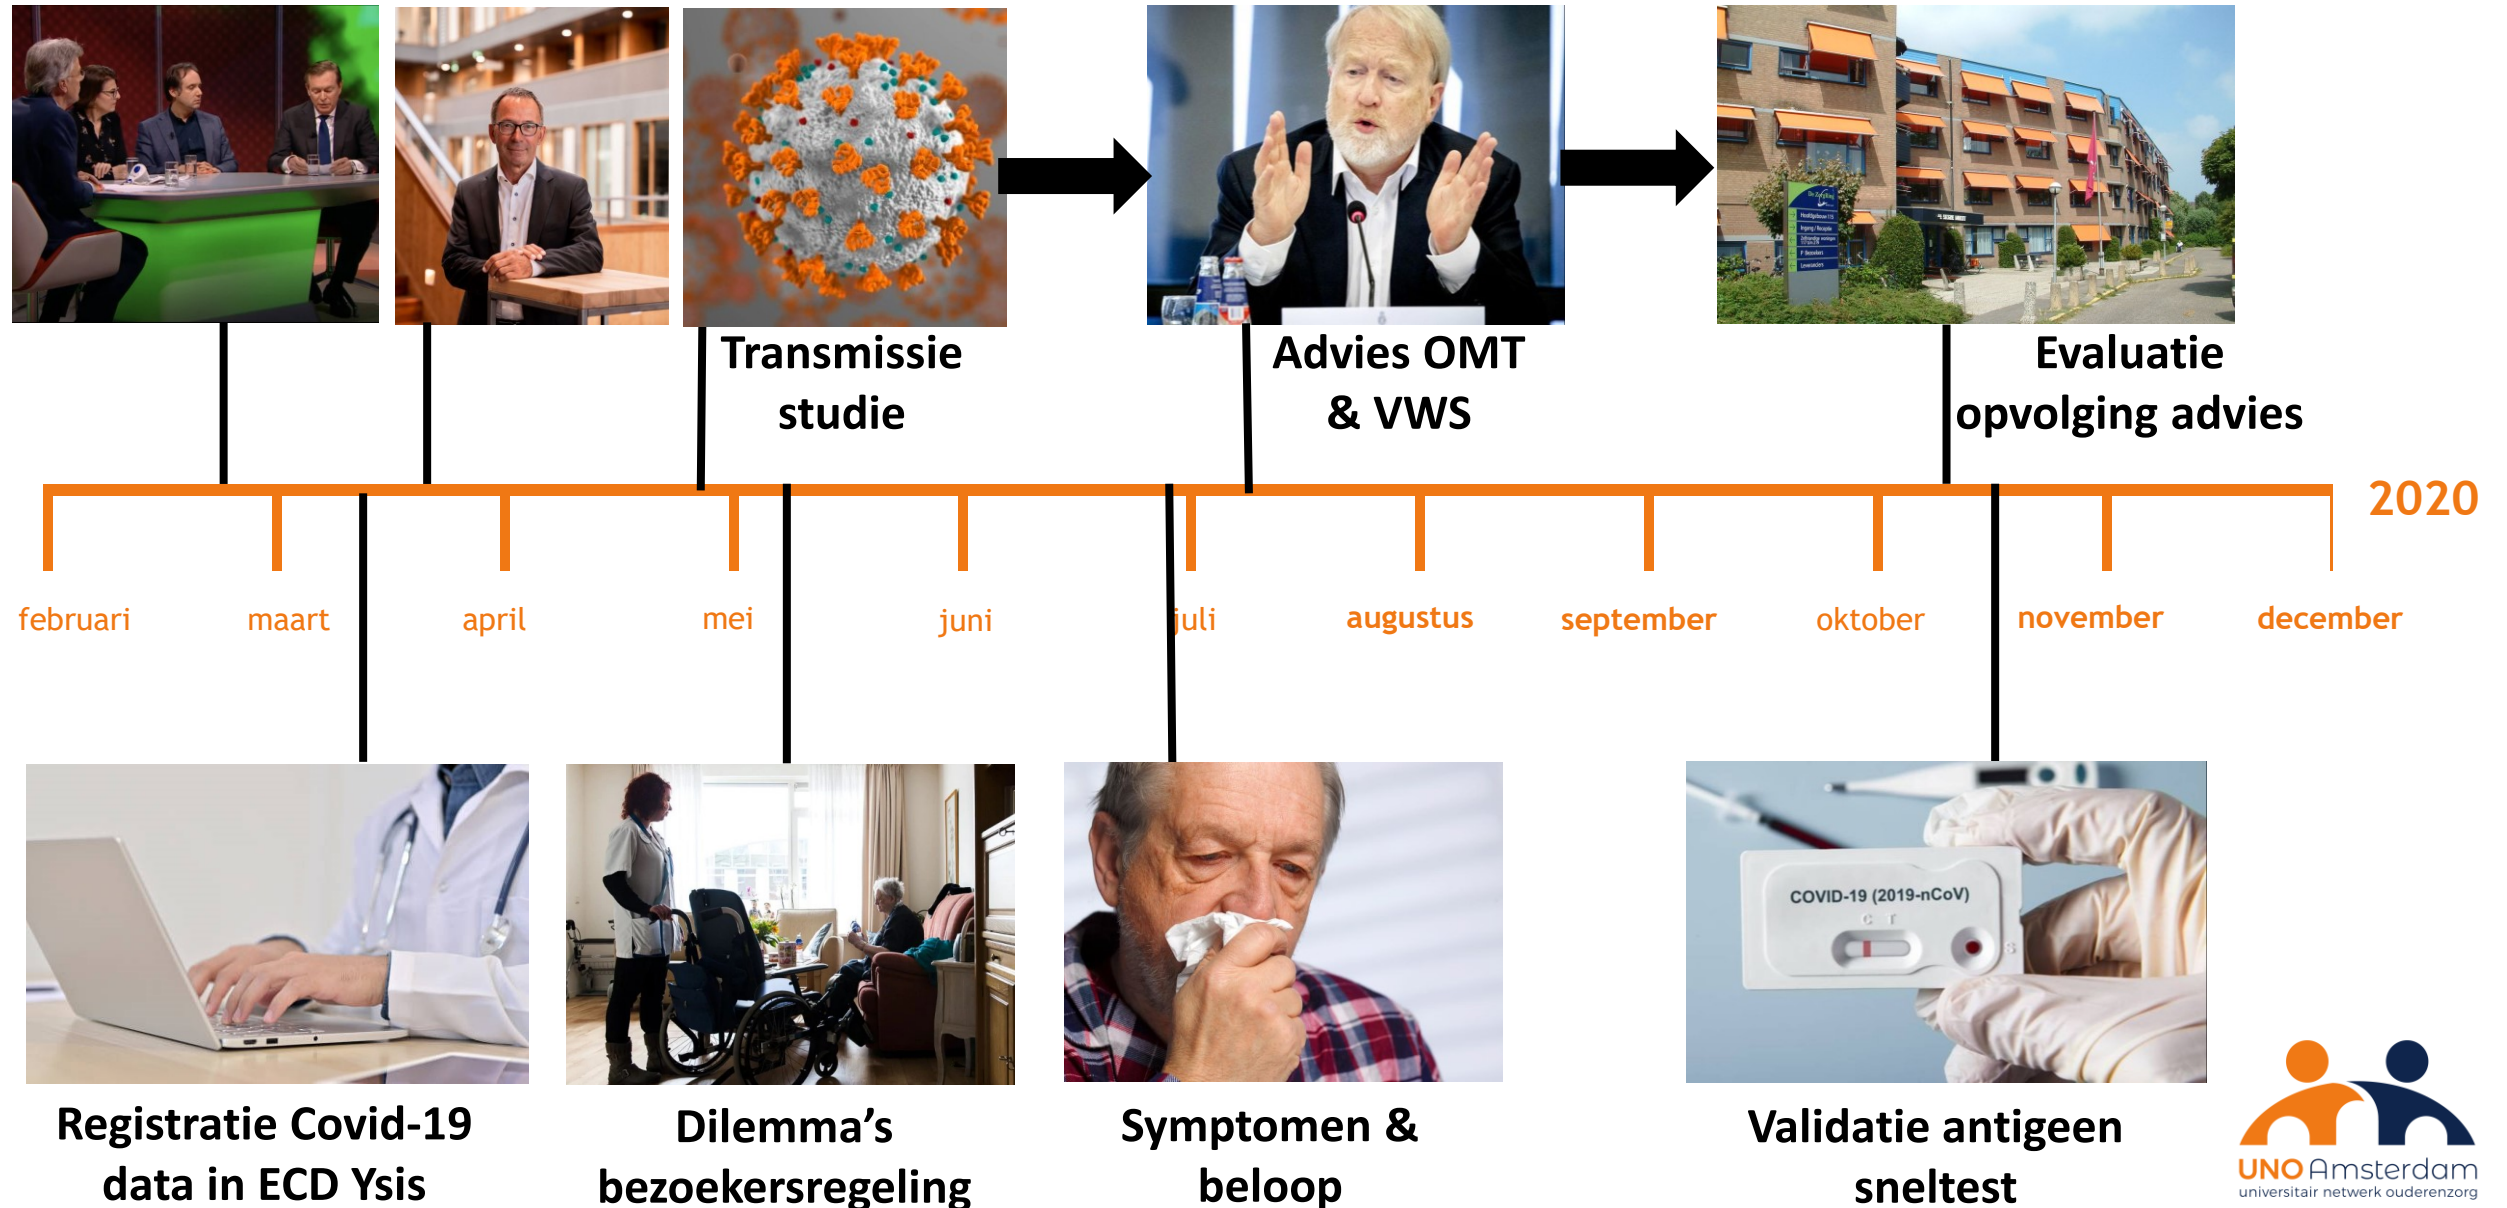 Transmissie
studie
Advies OMT
& VWS
Evaluatie
opvolging advies
2020
februari
maart
april
mei
juni
juli
augustus
september
oktober
november
december
COVID-19 (2019-nCoV)
C T
S
Registratie Covid-19
data in ECD Ysis
Dilemma’s
bezoekersregeling
Symptomen &
beloop
Validatie antigeen
sneltest
UNO Amsterdam
universitair netwerk ouderenzorg